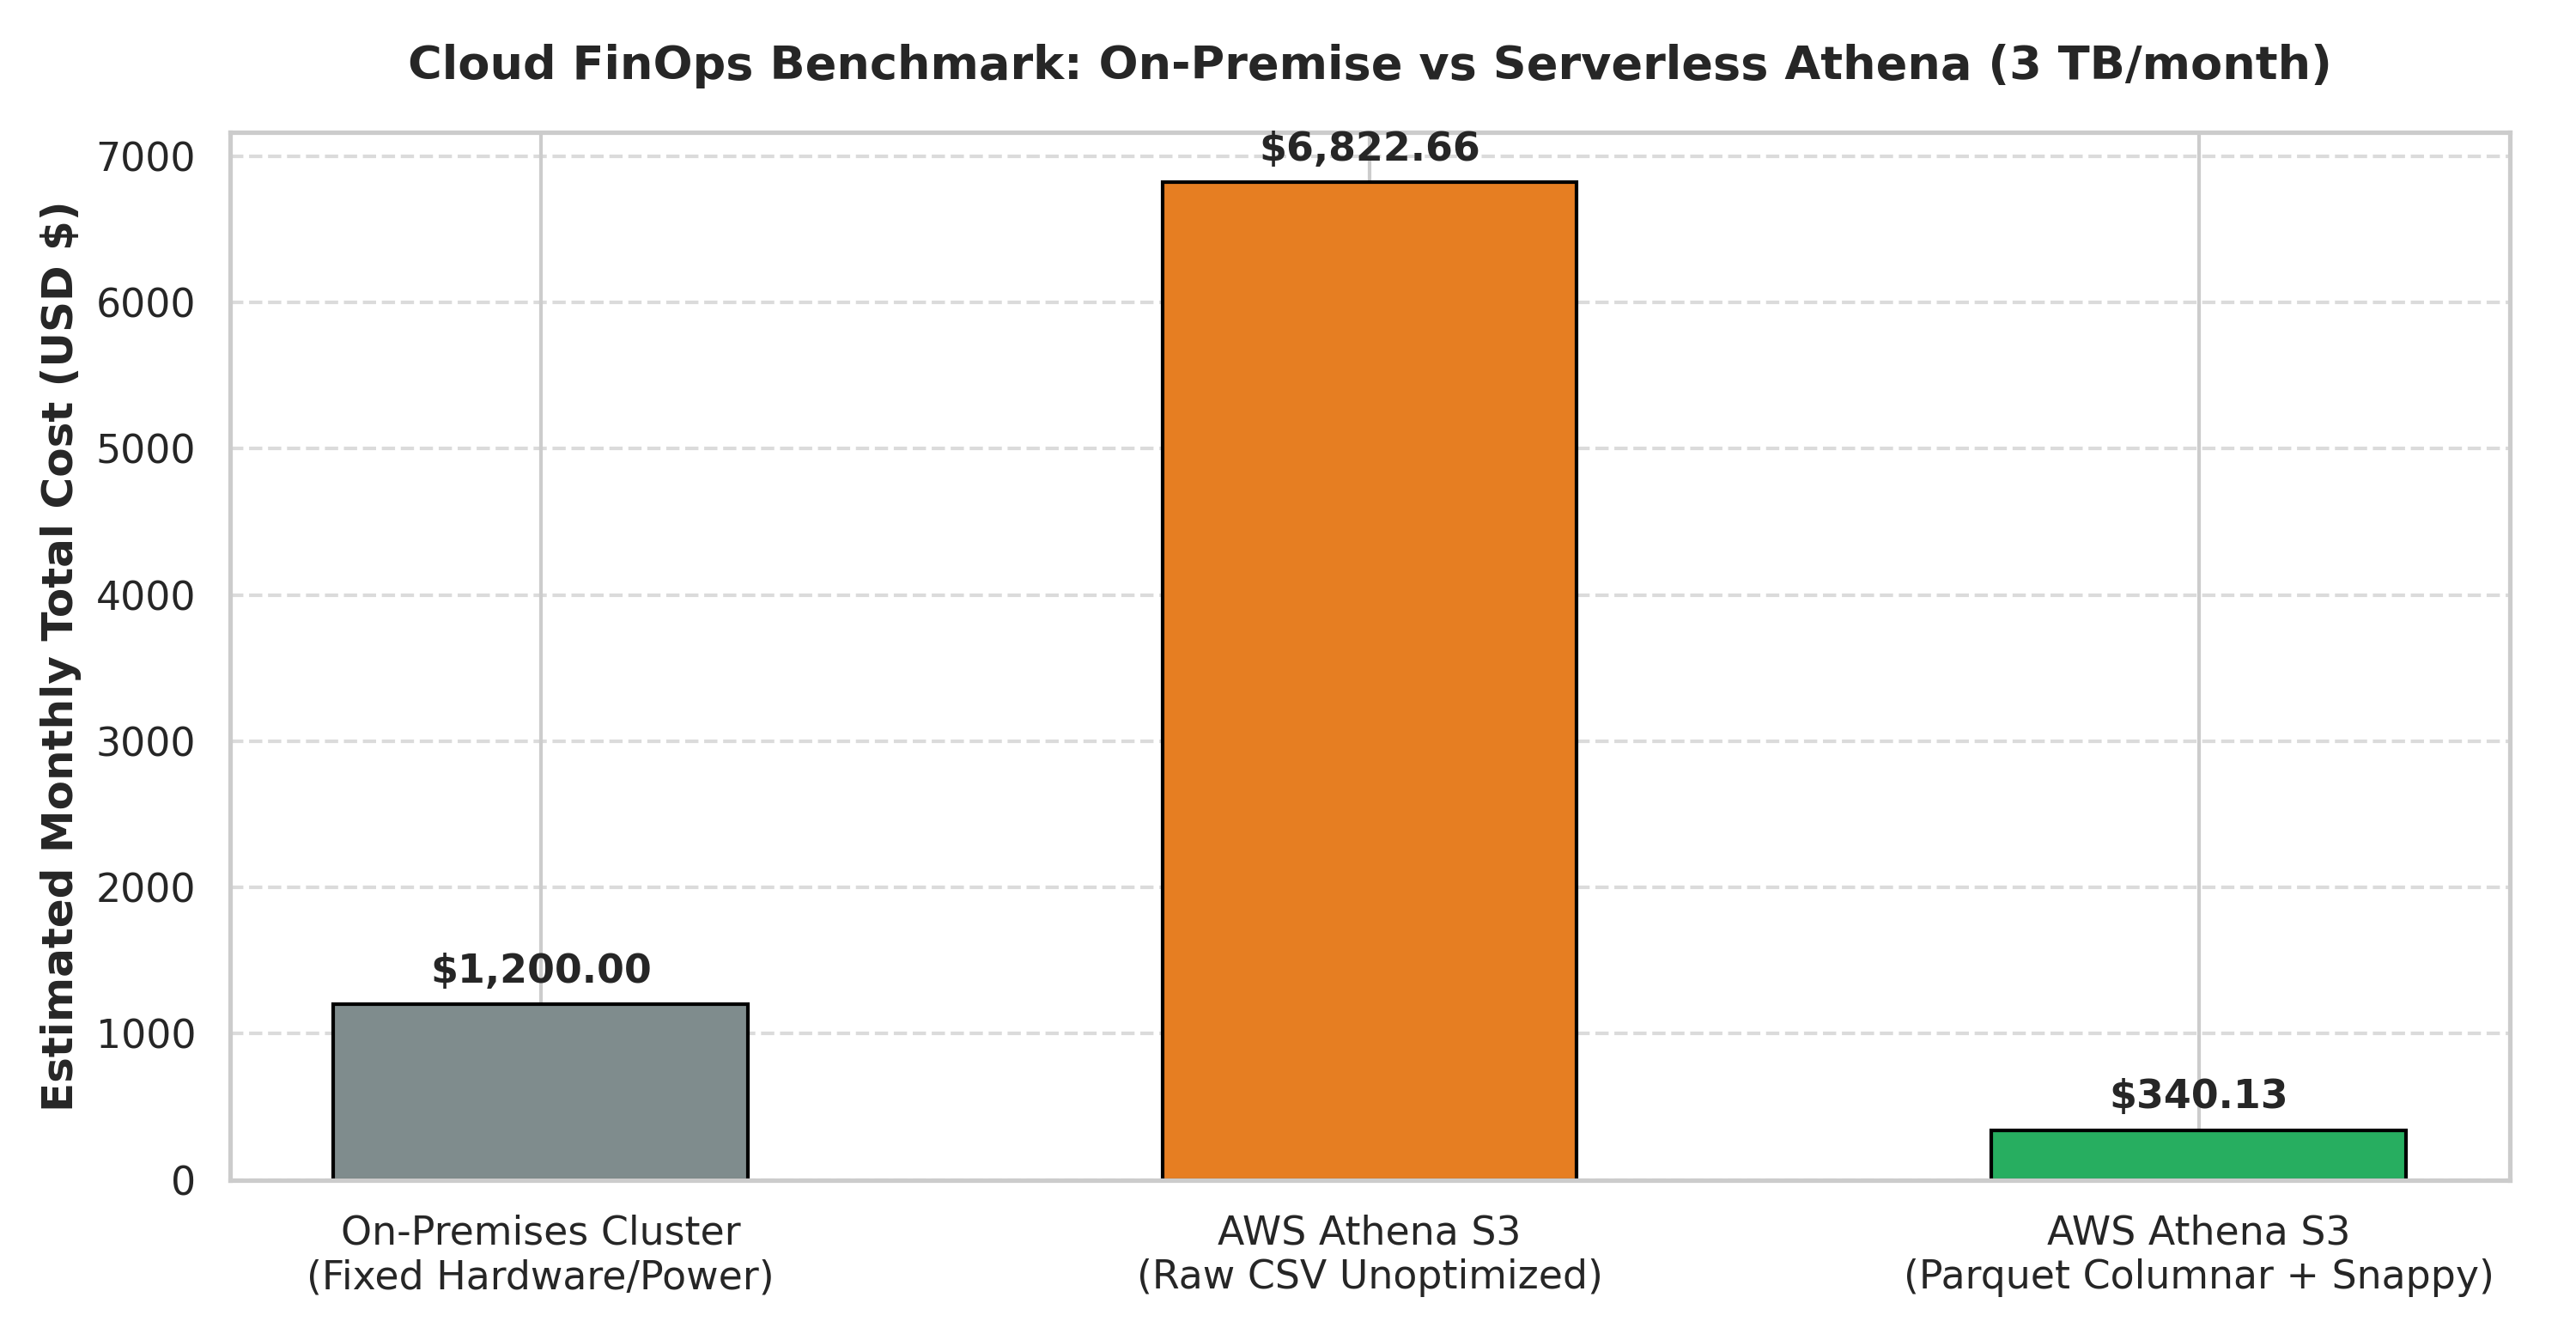 Cloud FinOps Benchmark: On-Premise vs Serverless Athena (3 TB/month)
Estimated Monthly Total Cost (USD $)
7000
6000
5000
4000
3000
2000
1000
0
$1,200.00
$6,822.66
$340.13
On-Premises Cluster
(Fixed Hardware/Power)
AWS Athena S3
(Raw CSV Unoptimized)
AWS Athena S3
(Parquet Columnar + Snappy)